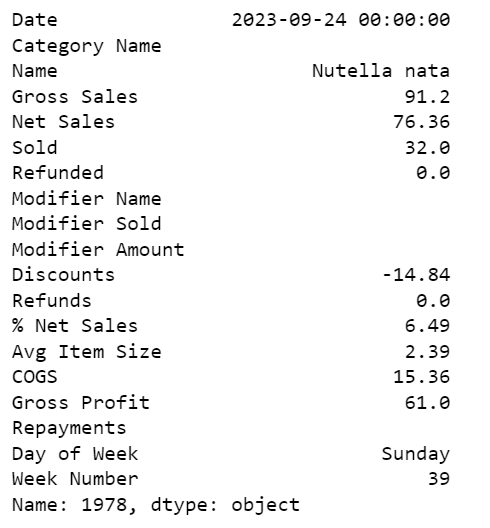 Date 2023-09-24 00:00:00
Category Name
Name Nutella nata
Gross Sales 91.2
Net Sales 76.36
Sold 32.0
Refunded 0.0
Modifier Name
Modifier Sold
Modifier Amount
Discounts -14.84
Refunds 0.0
% Net Sales 6.49
Avg Item Size 2.39
COGS 15.36
Gross Profit 61.0
Repayments
Day of Week Sunday
Week Number 39
Name: 1978, dtype: object